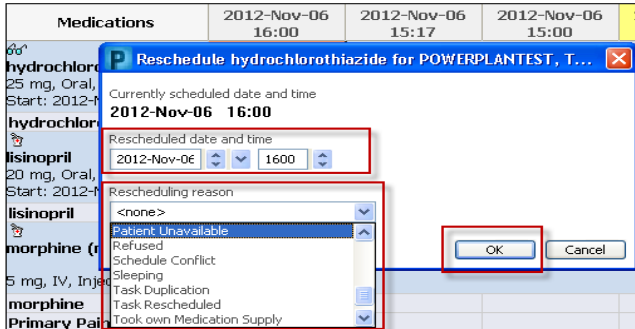 Medications
2012-Nov-06 16:00
2012-Nov-06 15:17
2012-Nov-06 15:00
hydrochloro
25 mg, Oral,
Start: 2012-N
hydrochloro
lisinopril
20 mg, Oral,
Start: 2012-N
lisinopril
morphine (r
5 mg, IV, Inje
morphine
Primary Pain
P Reschedule hydrochlorothiazide for POWERPLANTEST, T...
Currently scheduled date and time
2012-Nov-06 16:00
Rescheduled date and time
2012-Nov-06 1600
Rescheduling reason
<none>
Patient Unavailable
Refused
Schedule Conflict
Sleeping
Task Duplication
Task Rescheduled
Took own Medication Supply
OK Cancel